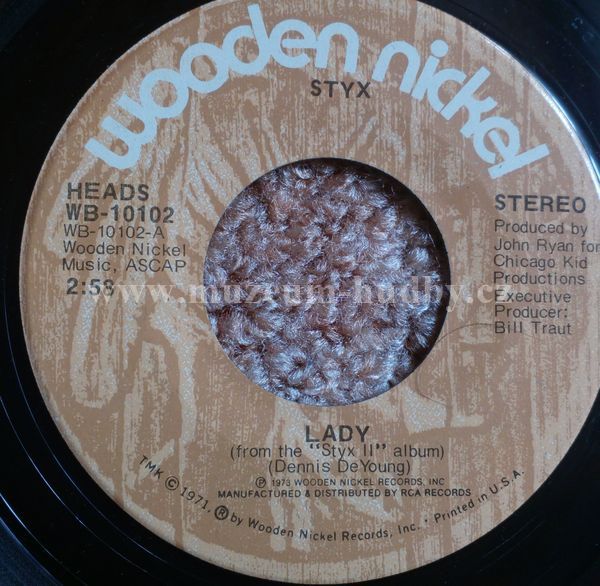 wooden nickel
STYX
HEADS
WB-10102
WB-10102-A
Wooden Nickel
Music, ASCAP
2:58
STEREO
Produced by
John Ryan for
Chicago Kid
Productions
Executive
Producer:
Bill Traut
www.muzeum-hudby.cz
LADY
(from the "Styx II" album)
(Dennis DeYoung)
℗ 1973 WOODEN NICKEL RECORDS, INC.
MANUFACTURED & DISTRIBUTED BY RCA RECORDS
TMK © 1971, ® by Wooden Nickel Records, Inc. • Printed in U.S.A.